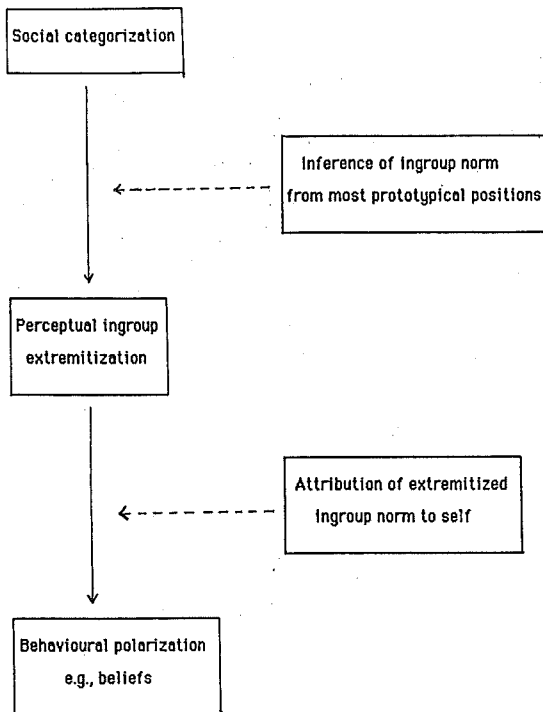 Social categorization
Inference of ingroup norm
from most prototypical positions
Perceptual ingroup
extremitization
Attribution of extremitized
ingroup norm to self
Behavioural polarization
e.g., beliefs